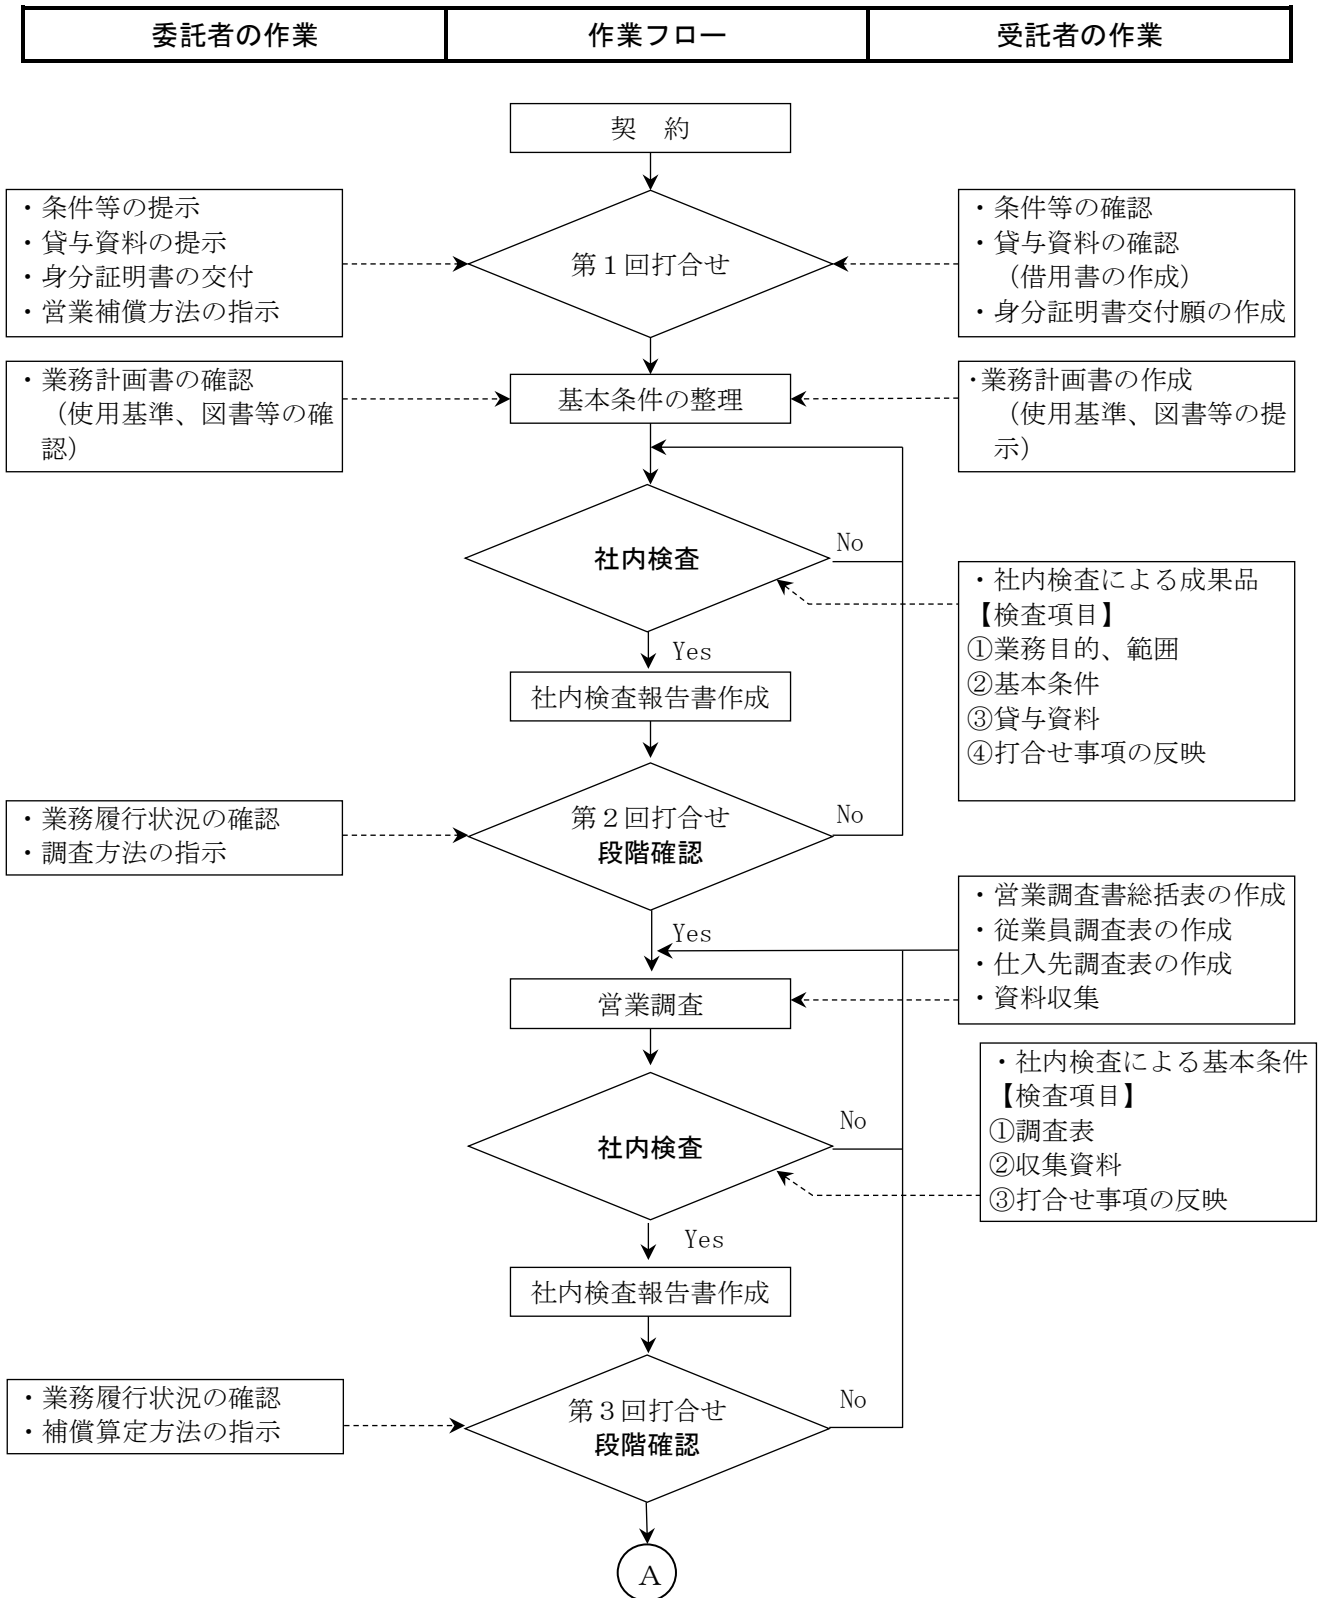 委託者の作業
作業フロー
受託者の作業
契　約
・条件等の提示
・貸与資料の提示
・身分証明書の交付
・営業補償方法の指示
第１回打合せ
・条件等の確認
・貸与資料の確認
（借用書の作成）
・身分証明書交付願の作成
・業務計画書の確認
（使用基準、図書等の確
認）
基本条件の整理
・業務計画書の作成
（使用基準、図書等の提
示）
社内検査
No
Yes
・社内検査による成果品
【検査項目】
①業務目的、範囲
②基本条件
③貸与資料
④打合せ事項の反映
社内検査報告書作成
・業務履行状況の確認
・調査方法の指示
第２回打合せ
段階確認
No
Yes
・営業調査書総括表の作成
・従業員調査表の作成
・仕入先調査表の作成
・資料収集
営業調査
・社内検査による基本条件
【検査項目】
①調査表
②収集資料
③打合せ事項の反映
社内検査
No
Yes
社内検査報告書作成
・業務履行状況の確認
・補償算定方法の指示
第３回打合せ
段階確認
No
A